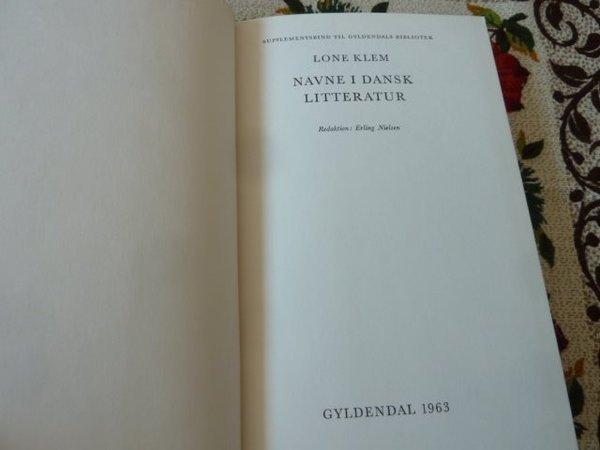 SUPPLEMENTSBIND TIL GYLDENDALS BIBLIOTEK
LONE KLEM
NAVNE I DANSK
LITTERATUR
Redaktion: Erling Nielsen
GYLDENDAL 1963